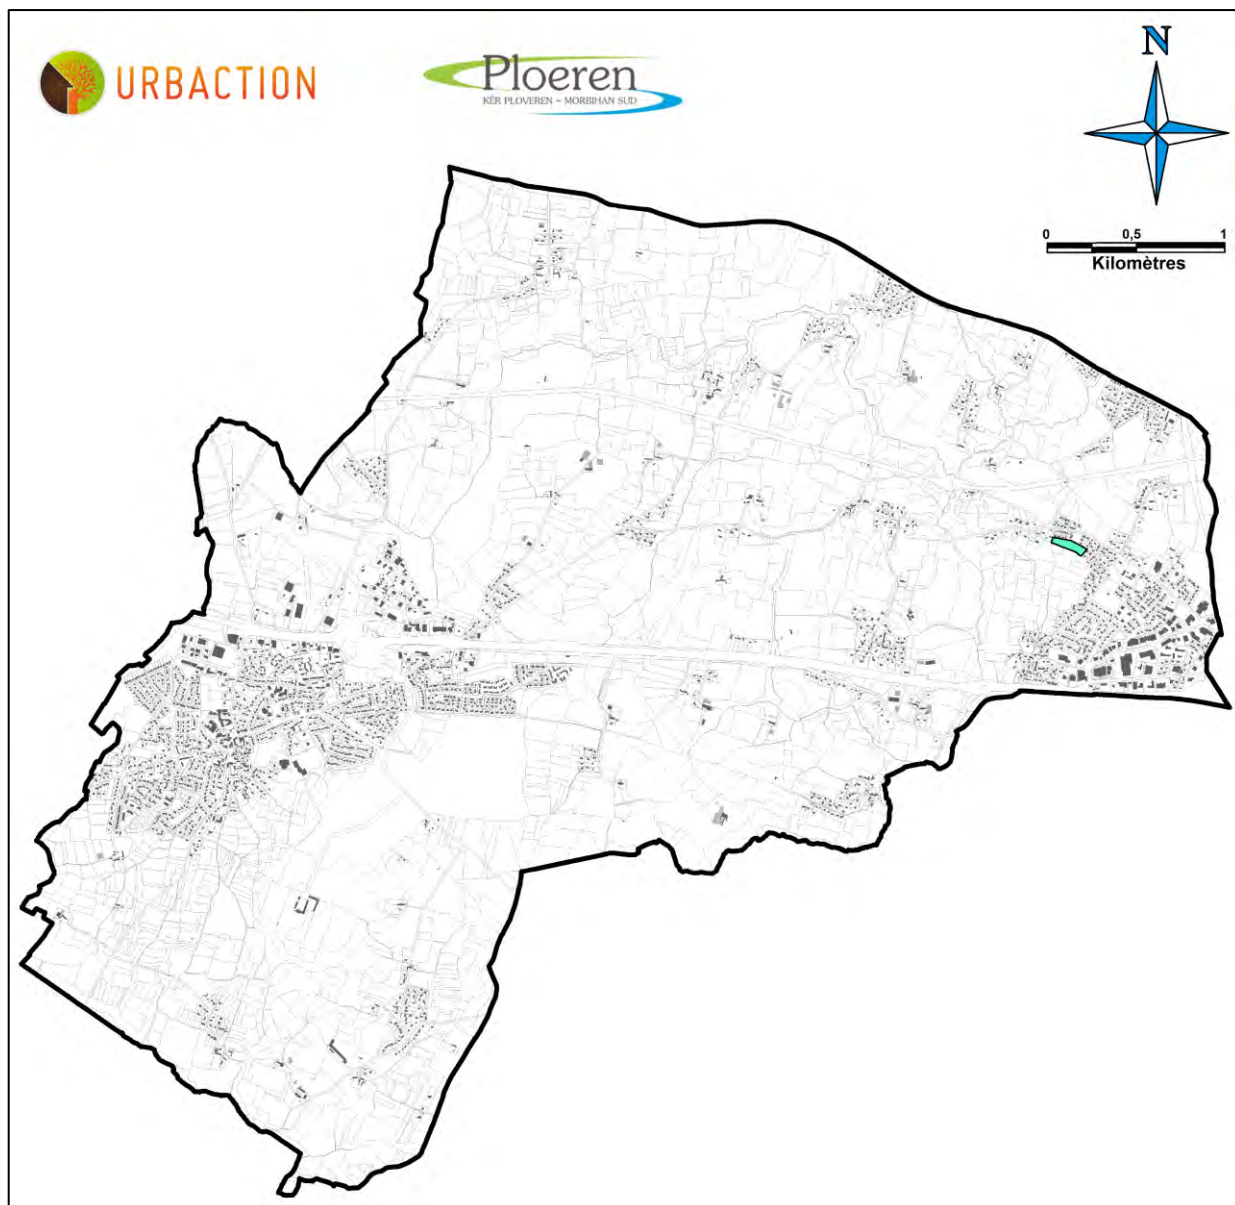 URBACTION
Ploeren
KÊR PLOVEREN ~ MORBIHAN SUD
N
0 0,5 1
Kilomètres